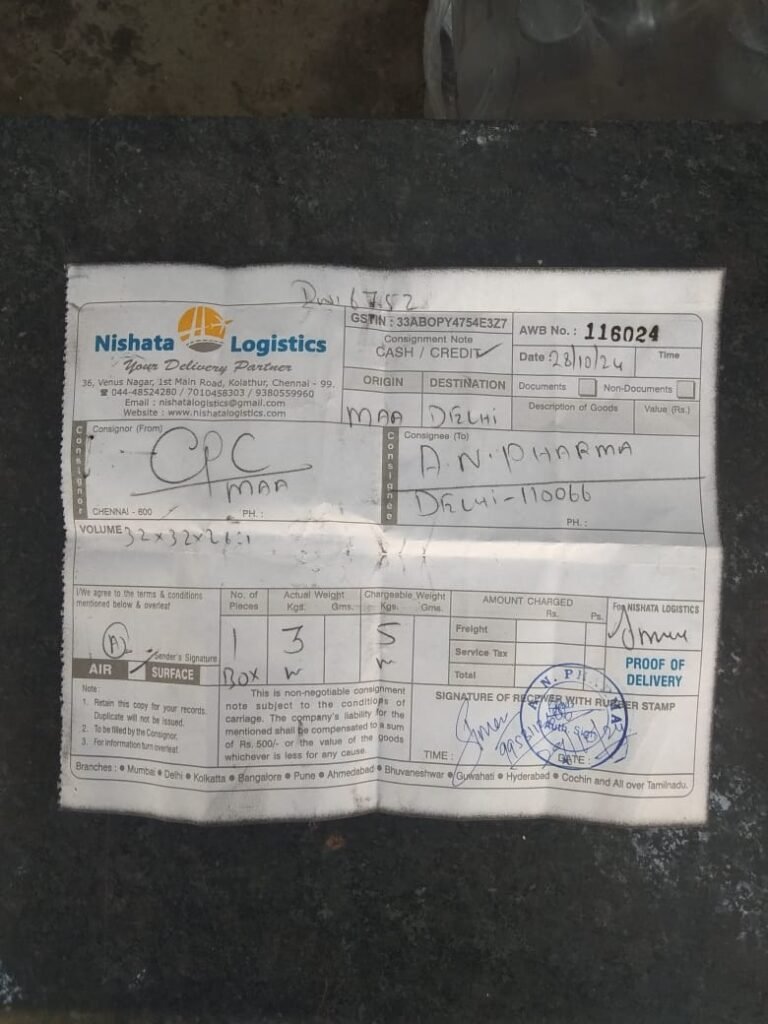 Nishata Logistics
Your Delivery Partner
36, Venus Nagar, 1st Main Road, Kolathur, Chennai - 99.
☎ 044-48524280 / 7010458303 / 9380559960
Email : nishatalogistics@gmail.com
Website : www.nishatalogistics.com
GSTIN : 33ABOPY4754E3Z7
Consignment Note
CASH / CREDIT ✓
ORIGIN DESTINATION
MAA DELHI
AWB No. : 116024
Date 28/10/24 Time
Documents Non-Documents
Description of Goods Value (Rs.)
Consignor
Consignor (From)
CPC
MAA
CHENNAI - 600 PH. :
Consignee
Consignee (To)
A.N. PHARMA
DELHI-110066
PH. :
VOLUME 32x32x26:1
I/We agree to the terms & conditions
mentioned below & overleaf
Sender's Signature
AIR SURFACE
No. of Pieces
1
BOX
Actual Weight
Kgs. Gms.
3
Chargeable Weight
Kgs. Gms.
5
AMOUNT CHARGED
Rs. Ps.
Freight
Service Tax
Total
For NISHATA LOGISTICS
PROOF OF
DELIVERY
Note :
1. Retain this copy for your records.
Duplicate will not be issued.
2. To be filled by the Consignor.
3. For information turn overleaf.
This is non-negotiable consignment
note subject to the conditions of
carriage. The company's liability for the
mentioned shall be compensated to a sum
of Rs. 500/- or the value of the goods
whichever is less for any cause.
SIGNATURE OF RECEIVER WITH RUBBER STAMP
Auth. Sign
TIME : DATE :
Branches : • Mumbai • Delhi • Kolkatta • Bangalore • Pune • Ahmedabad • Bhuvaneshwar • Guwahati • Hyderabad • Cochin and All over Tamilnadu.